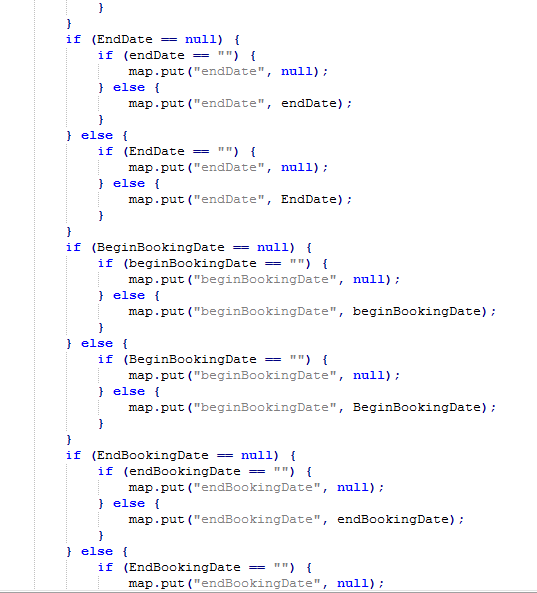 }
}
if (EndDate == null) {
if (endDate == "") {
map.put("endDate", null);
} else {
map.put("endDate", endDate);
}
} else {
if (EndDate == "") {
map.put("endDate", null);
} else {
map.put("endDate", EndDate);
}
}
if (BeginBookingDate == null) {
if (beginBookingDate == "") {
map.put("beginBookingDate", null);
} else {
map.put("beginBookingDate", beginBookingDate);
}
} else {
if (BeginBookingDate == "") {
map.put("beginBookingDate", null);
} else {
map.put("beginBookingDate", BeginBookingDate);
}
}
if (EndBookingDate == null) {
if (endBookingDate == "") {
map.put("endBookingDate", null);
} else {
map.put("endBookingDate", endBookingDate);
}
} else {
if (EndBookingDate == "") {
map.put("endBookingDate", null);